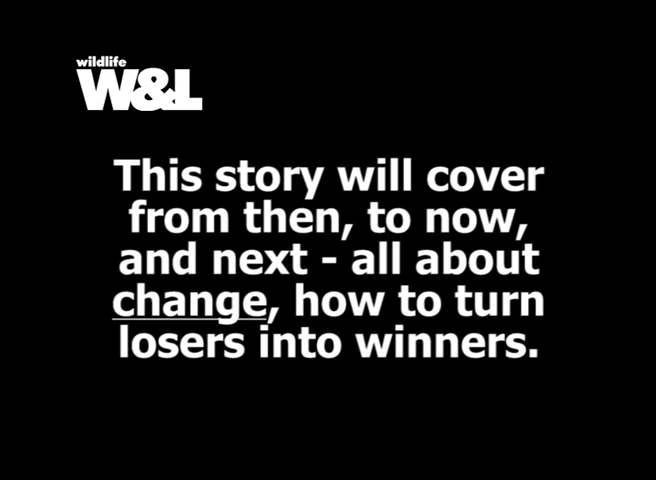 wildlife
W&L
This story will cover
from then, to now,
and next - all about
change, how to turn
losers into winners.